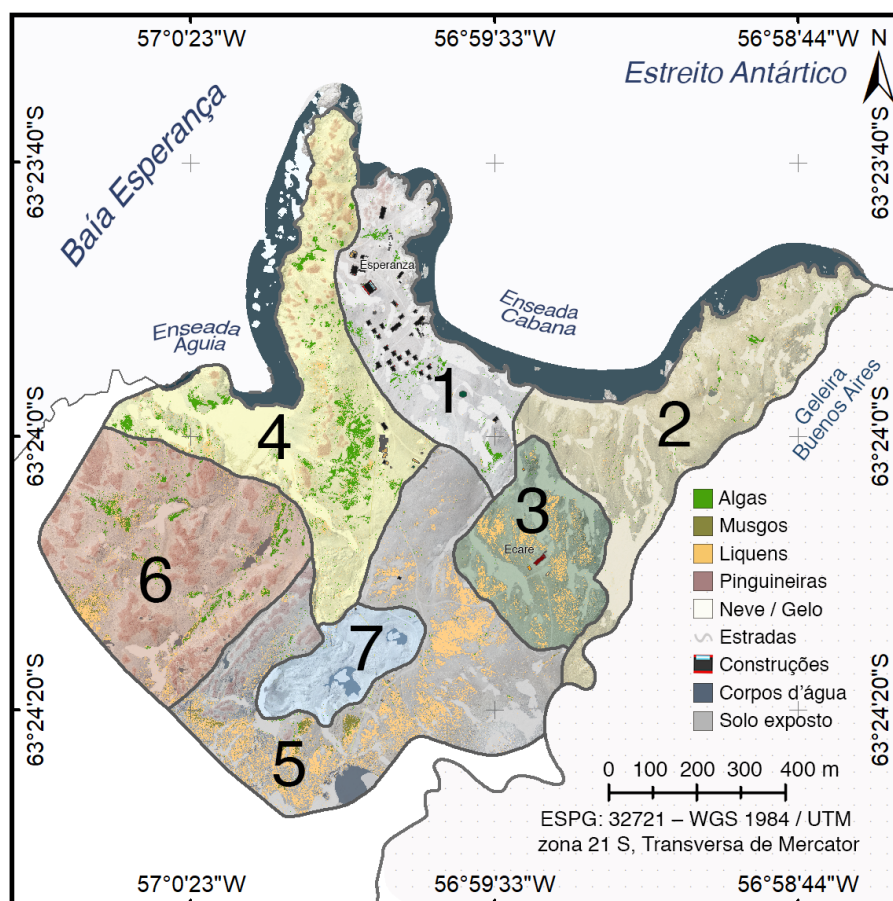 57°0'23"W 56°59'33"W 56°58'44"W N
Estreito Antártico
Baía Esperança
63°23'40"S 63°23'40"S
Esperanza
Enseada
Cabana
Enseada
Aguia
1
2
Geleira
Buenos Aires
63°24'0"S 63°24'0"S
4
3
Ecare
6
7
5
Algas
Musgos
Liquens
Pinguineiras
Neve / Gelo
Estradas
Construções
Corpos d'água
Solo exposto
63°24'20"S 63°24'20"S
0 100 200 300 400 m
ESPG: 32721 – WGS 1984 / UTM
zona 21 S, Transversa de Mercator
57°0'23"W 56°59'33"W 56°58'44"W